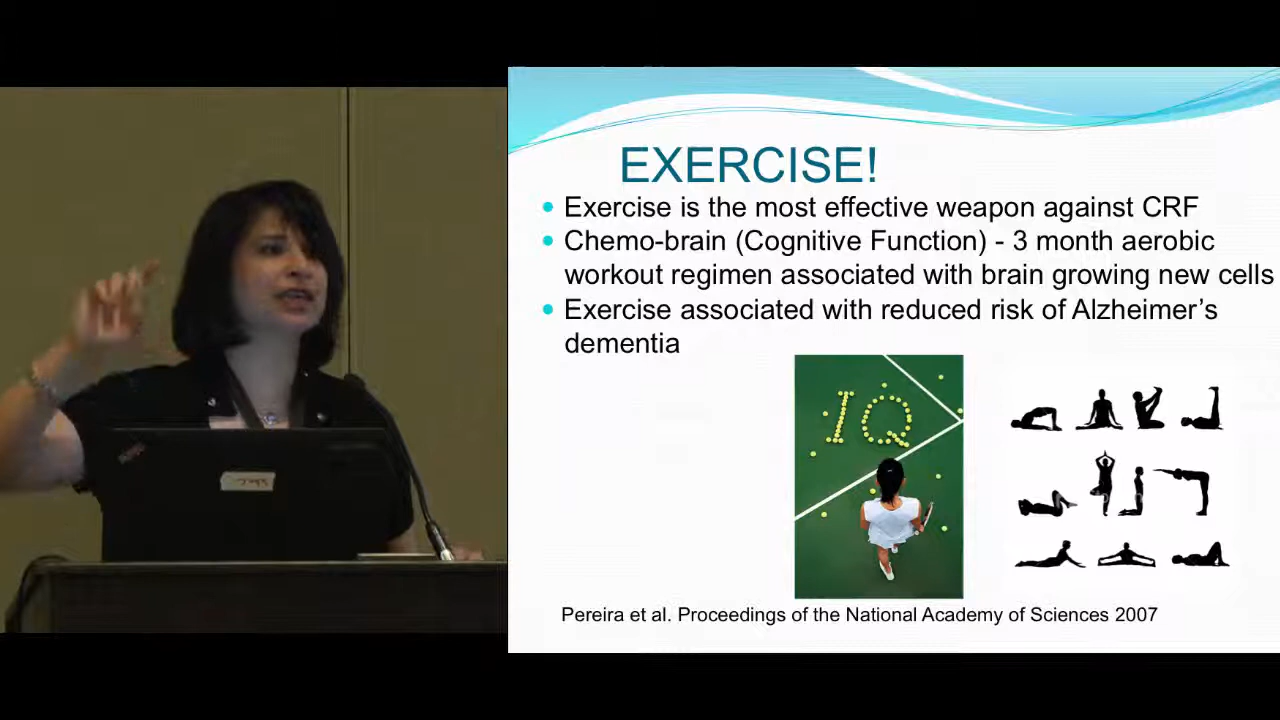 EXERCISE!
Exercise is the most effective weapon against CRF
Chemo-brain (Cognitive Function) - 3 month aerobic
workout regimen associated with brain growing new cells
Exercise associated with reduced risk of Alzheimer’s
dementia
IQ
Pereira et al. Proceedings of the National Academy of Sciences 2007